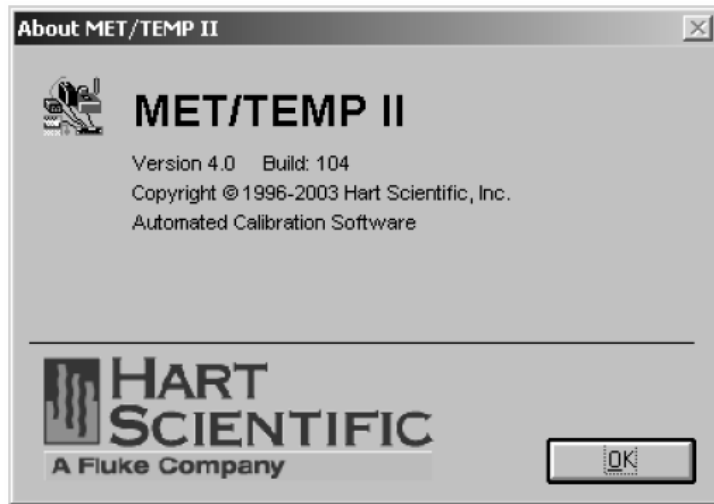 About MET/TEMP II
MET/TEMP II
Version 4.0 Build: 104
Copyright © 1996-2003 Hart Scientific, Inc.
Automated Calibration Software
HART
SCIENTIFIC
A Fluke Company
OK